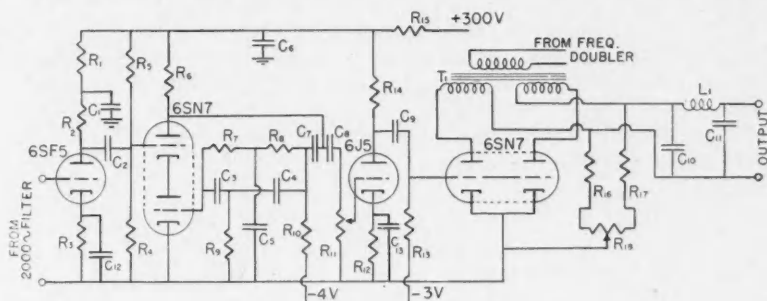 R15
+300V
FROM FREQ.
DOUBLER
R1
R5
R6
C6
R14
T1
L1
C1
R2
6SN7
C9
6SF5
C2
R7
R8
C7
C8
6J5
6SN7
C10
C11
OUTPUT
C3
C4
R16
R17
FROM
2000~FILTER
R3
C12
R4
R9
C5
R10
R11
R12
C13
R13
R19
-4V
-3V